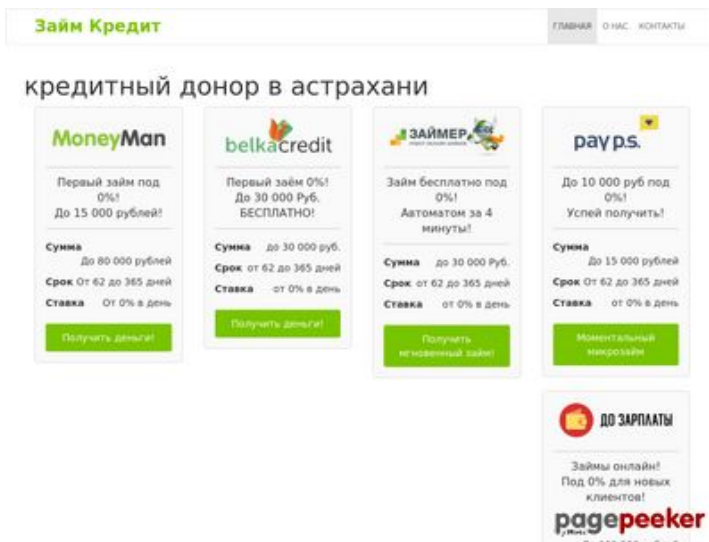 Займ Кредит
ГЛАВНАЯ О НАС КОНТАКТЫ
кредитный донор в астрахани
MoneyMan
Первый займ под
0%!
До 15 000 рублей!
Сумма
До 80 000 рублей
Срок От 62 до 365 дней
Ставка От 0% в день
Получить деньги!
belkacredit
Первый заём 0%!
До 30 000 Руб.
БЕСПЛАТНО!
Сумма до 30 000 руб.
Срок от 62 до 365 дней
Ставка от 0% в день
Получить деньги!
ЗАЙМЕР
Займ бесплатно под
0%!
Автоматом за 4
минуты!
Сумма до 30 000 Руб.
Срок от 62 до 365 дней
Ставка от 0% в день
Получить
мгновенный займ!
pay p.s.
До 10 000 руб под
0%!
Успей получить!
Сумма
До 15 000 рублей
Срок От 62 до 365 дней
Ставка от 0% в день
Моментальный
микрозайм
ДО ЗАРПЛАТЫ
Займы онлайн!
Под 0% для новых
клиентов!
pagepeeker